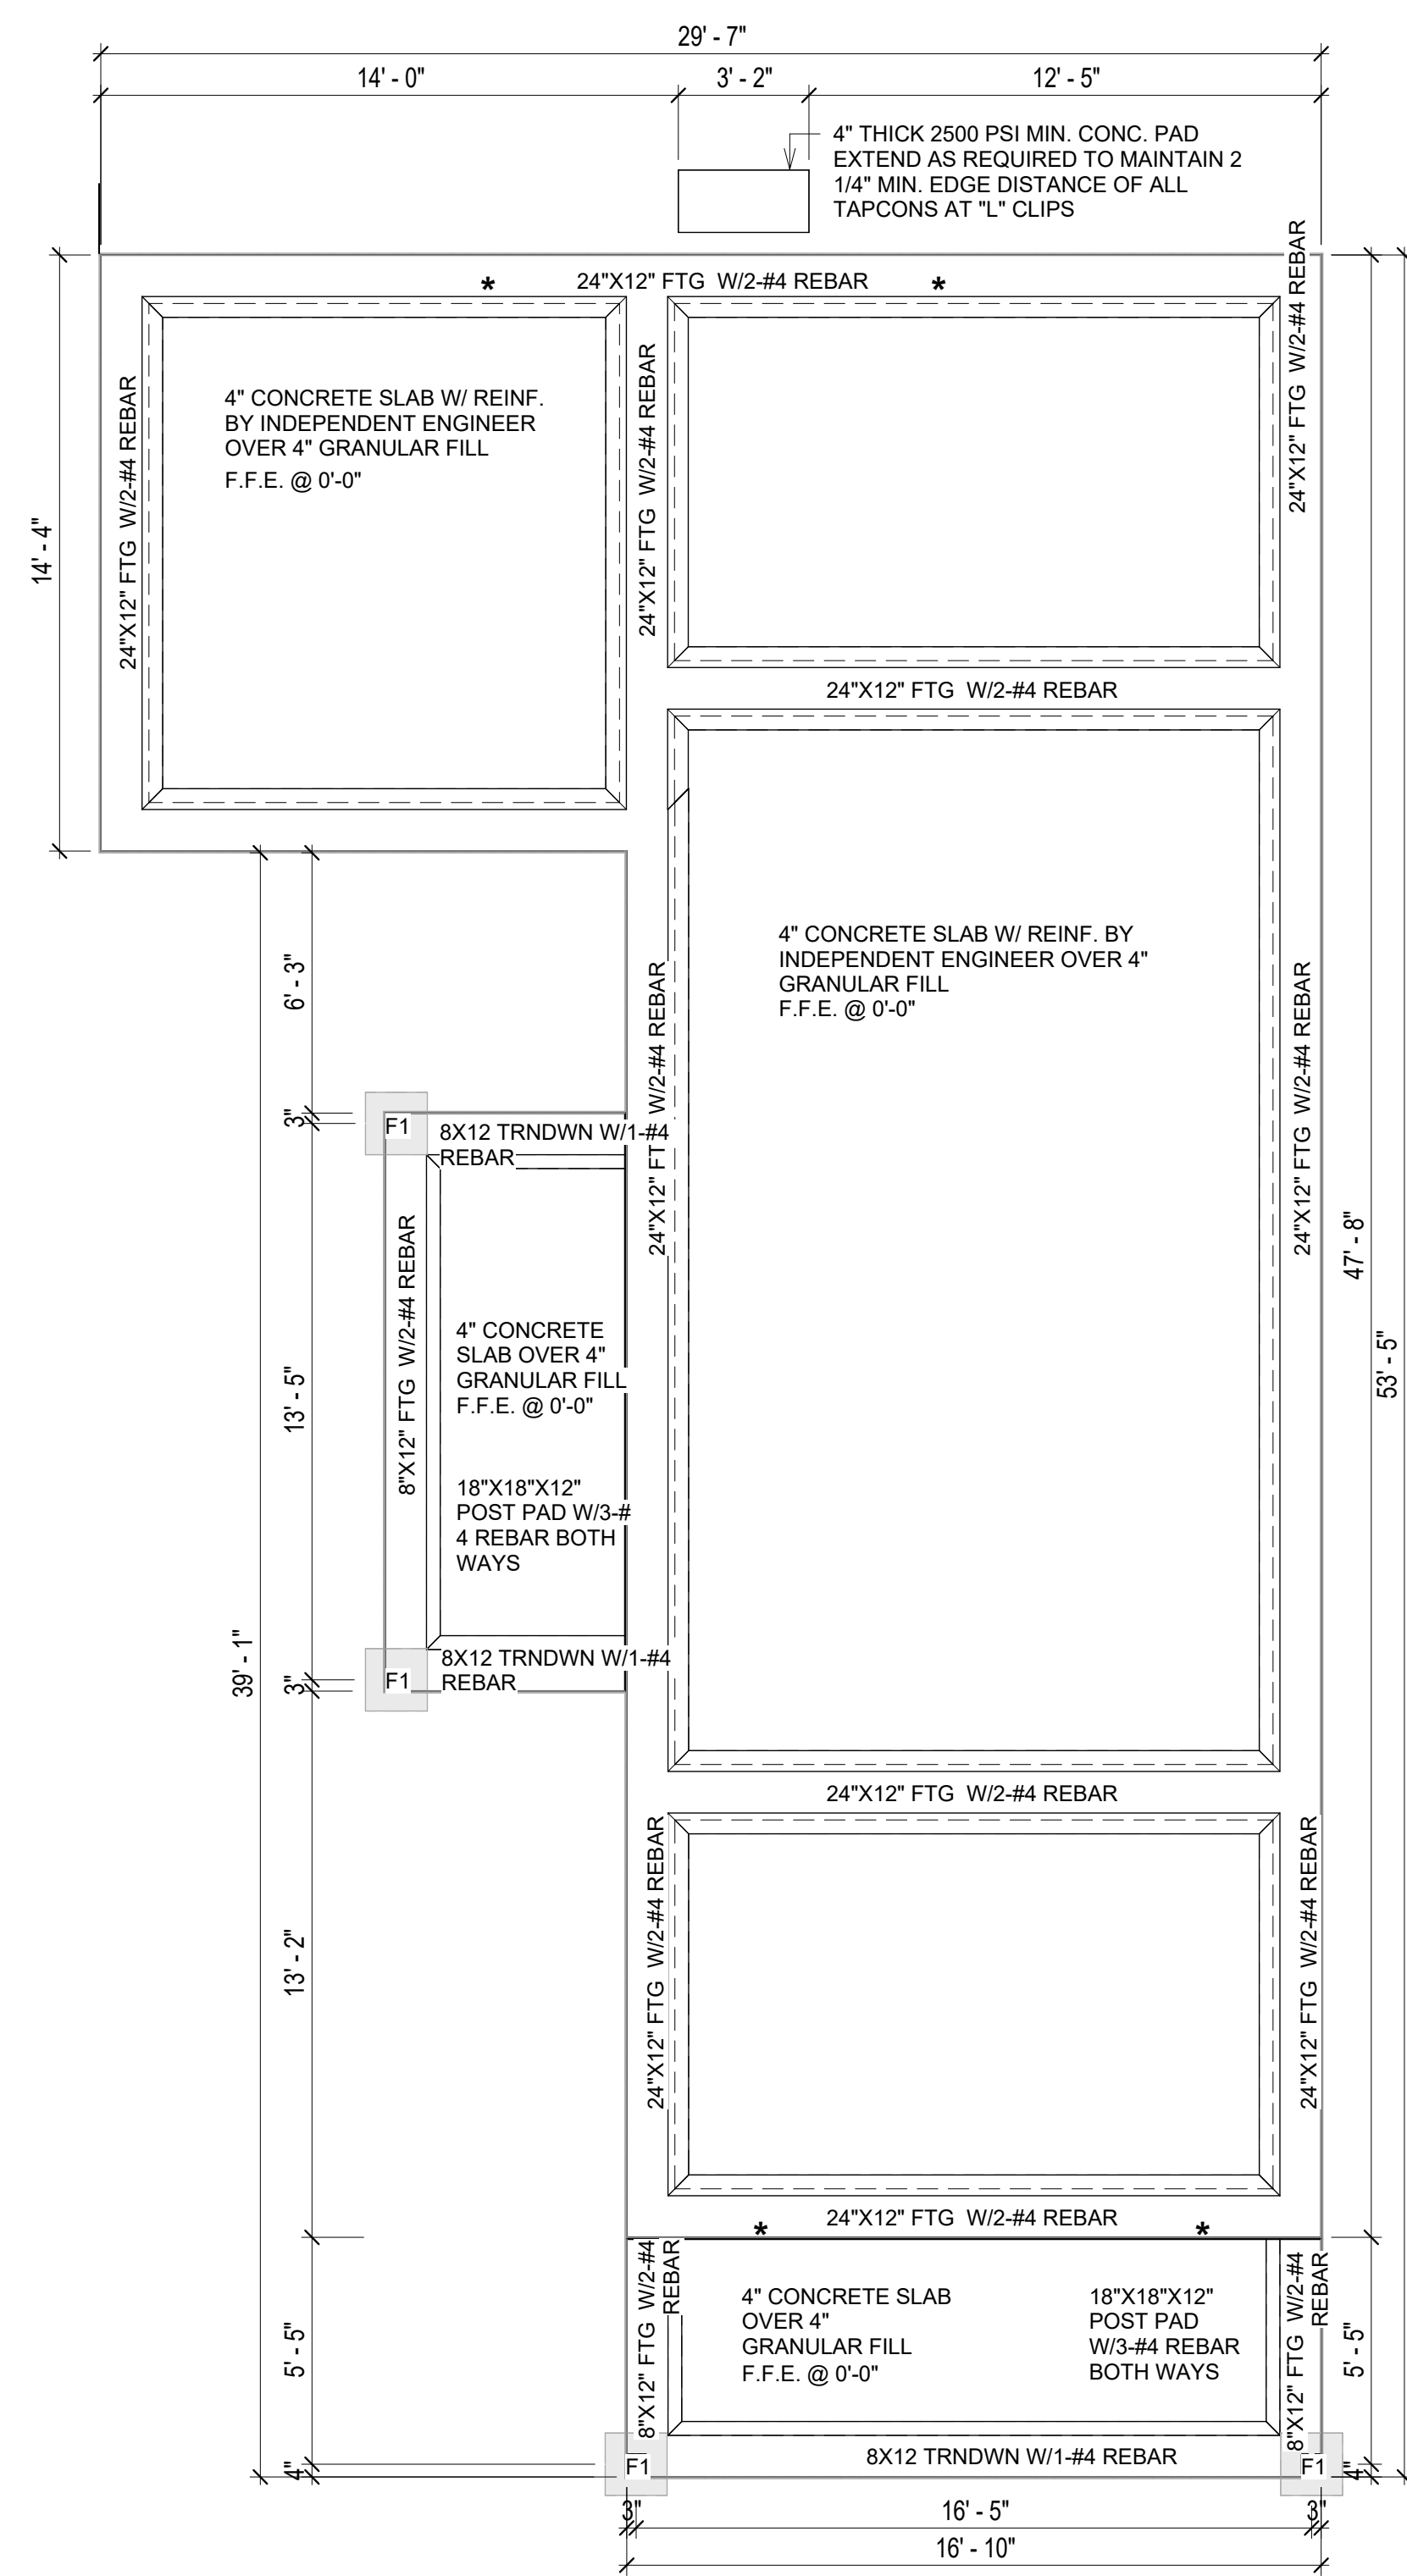 29' - 7"
14' - 0"
3' - 2"
12' - 5"
4" THICK 2500 PSI MIN. CONC. PAD
EXTEND AS REQUIRED TO MAINTAIN 2
1/4" MIN. EDGE DISTANCE OF ALL
TAPCONS AT "L" CLIPS
*
24"X12" FTG W/2-#4 REBAR
*
24"X12" FTG W/2-#4 REBAR
24"X12" FTG W/2-#4 REBAR
24"X12" FTG W/2-#4 REBAR
4" CONCRETE SLAB W/ REINF.
BY INDEPENDENT ENGINEER
OVER 4" GRANULAR FILL
F.F.E. @ 0'-0"
14' - 4"
24"X12" FTG W/2-#4 REBAR
6' - 3"
4" CONCRETE SLAB W/ REINF. BY
INDEPENDENT ENGINEER OVER 4"
GRANULAR FILL
F.F.E. @ 0'-0"
24"X12" FT W/2-#4 REBAR
24"X12" FTG W/2-#4 REBAR
3"
F1
8X12 TRNDWN W/1-#4
REBAR
8"X12" FTG W/2-#4 REBAR
47' - 8"
53' - 5"
4" CONCRETE
SLAB OVER 4"
GRANULAR FILL
F.F.E. @ 0'-0"
13' - 5"
18"X18"X12"
POST PAD W/3-#
4 REBAR BOTH
WAYS
39' - 1"
3"
F1
8X12 TRNDWN W/1-#4
REBAR
24"X12" FTG W/2-#4 REBAR
13' - 2"
24"X12" FTG W/2-#4 REBAR
24"X12" FTG W/2-#4 REBAR
*
24"X12" FTG W/2-#4 REBAR
*
8"X12" FTG W/2-#4
REBAR
4" CONCRETE SLAB
OVER 4"
GRANULAR FILL
F.F.E. @ 0'-0"
18"X18"X12"
POST PAD
W/3-#4 REBAR
BOTH WAYS
8"X12" FTG W/2-#4
REBAR
5' - 5"
5' - 5"
4"
F1
8X12 TRNDWN W/1-#4 REBAR
F1
4"
3"
16' - 5"
3"
16' - 10"